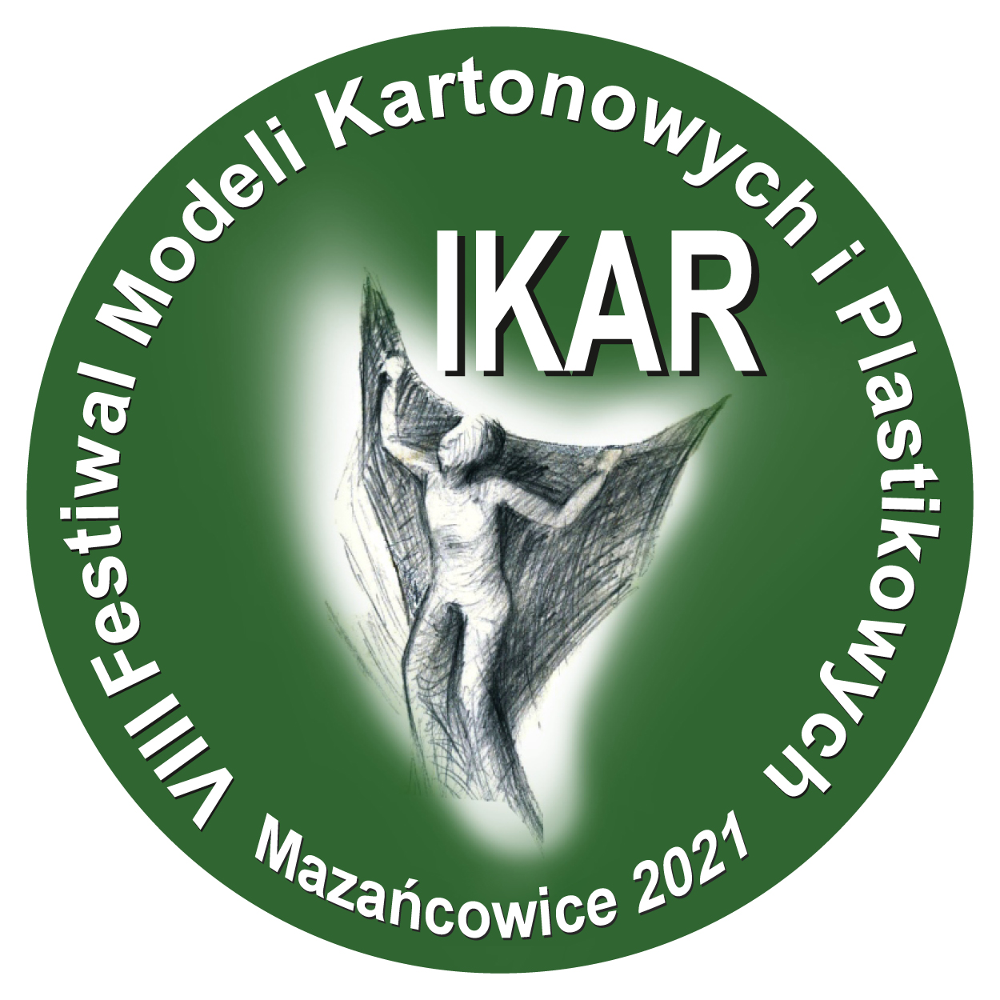 VIII Festiwal Modeli Kartonowych i Plastikowych
IKAR
Mazańcowice 2021